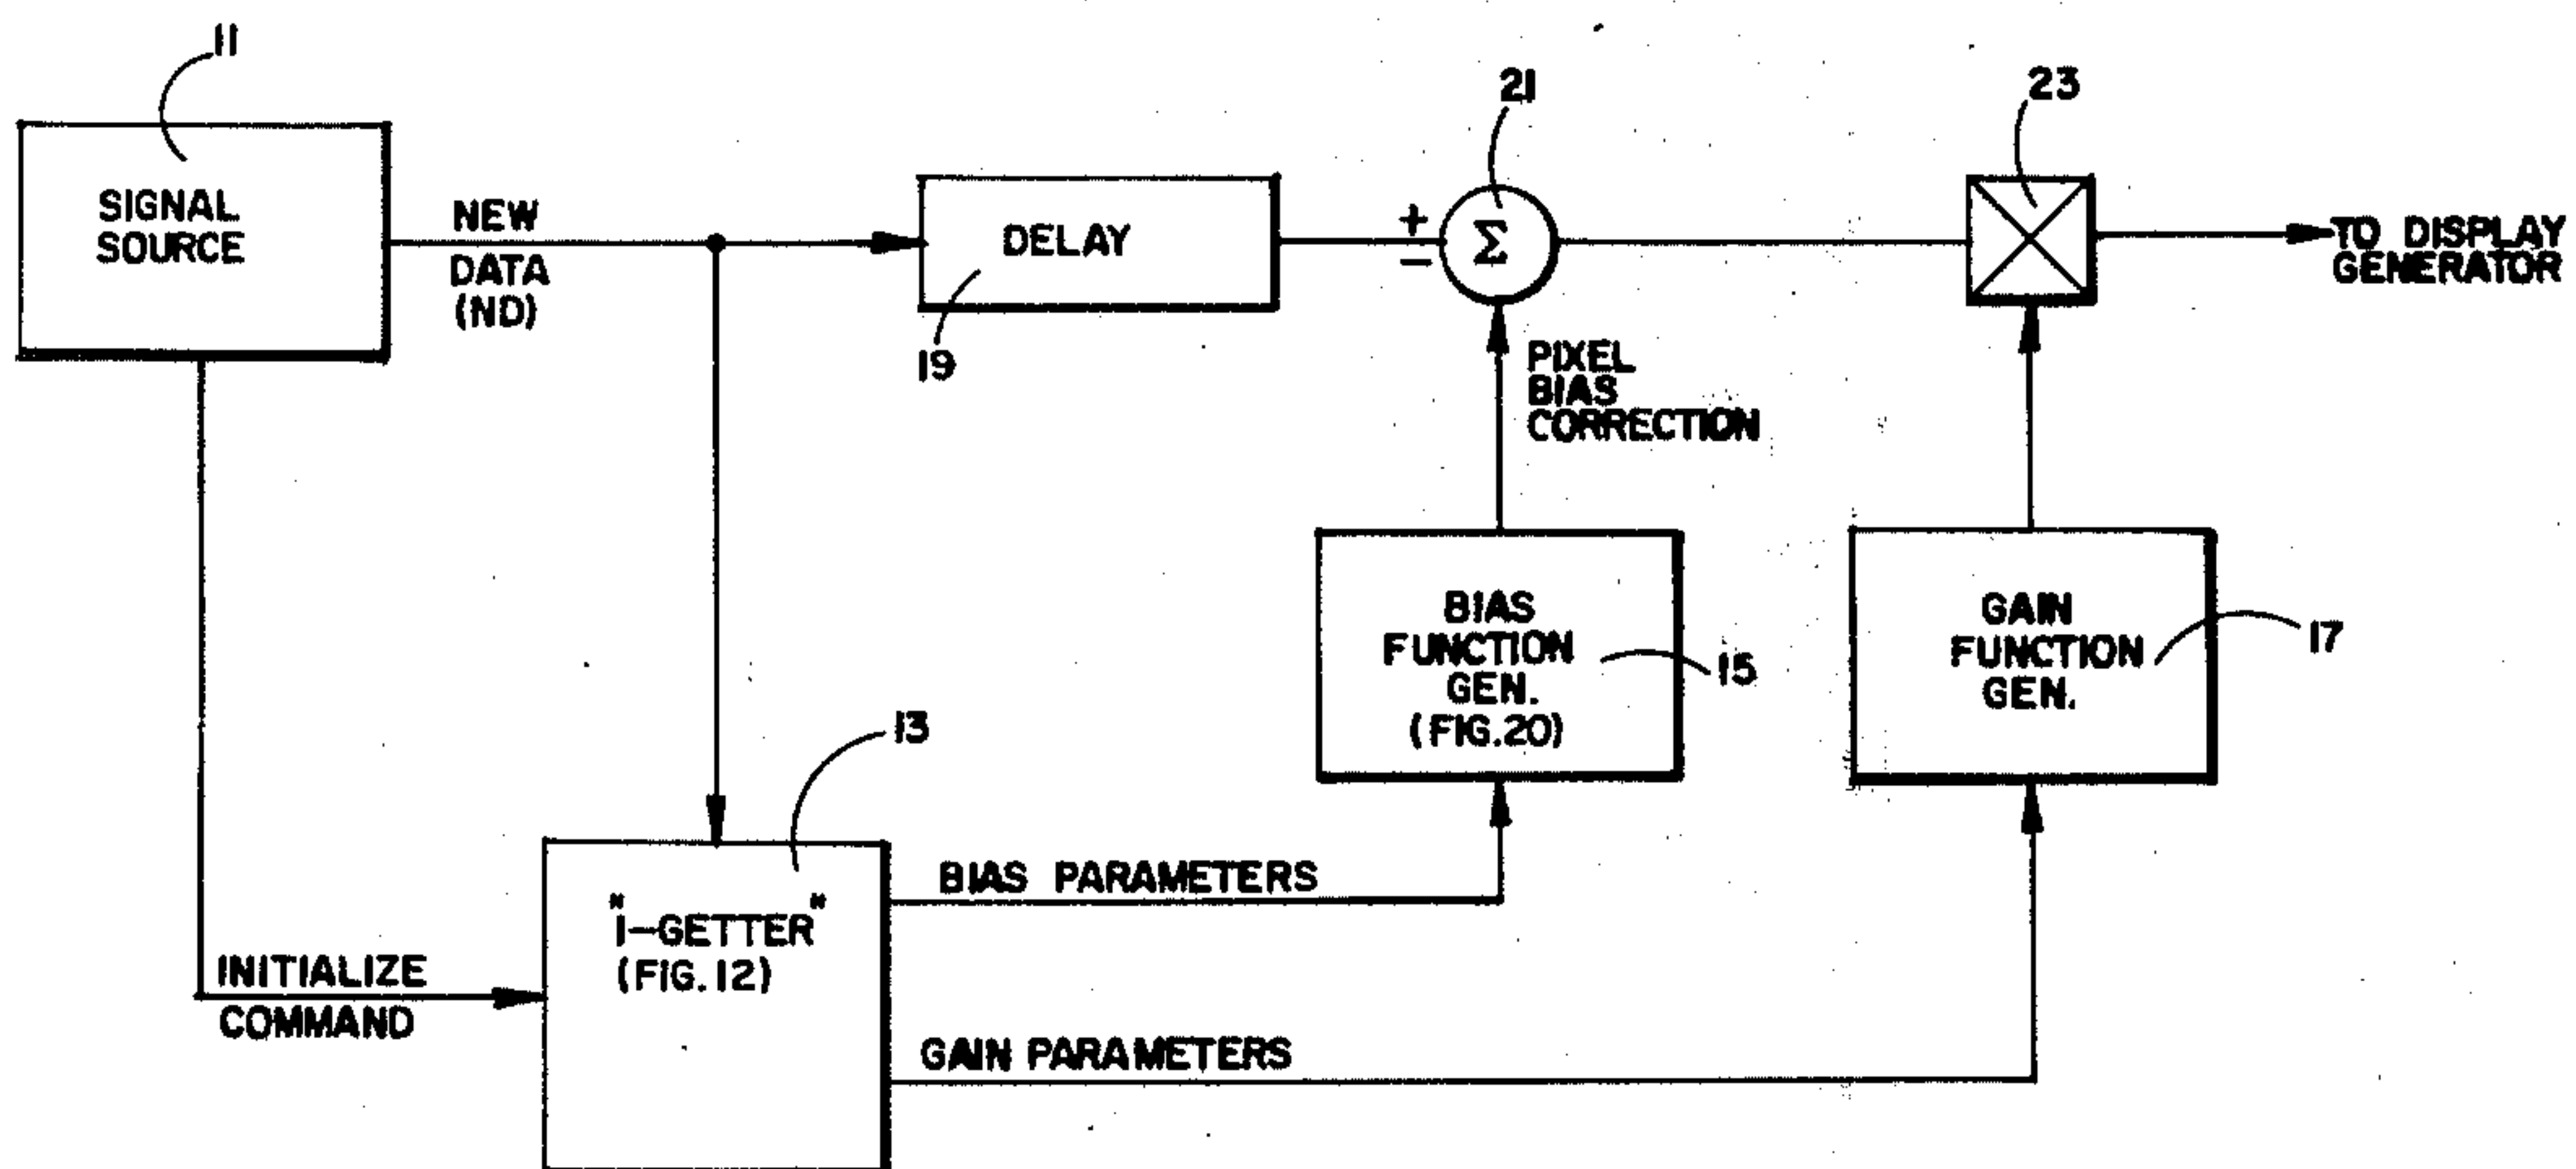 11
21
23
SIGNAL
SOURCE
NEW
DATA
(ND)
DELAY
19
+
−
Σ
TO DISPLAY
GENERATOR
PIXEL
BIAS
CORRECTION
BIAS
FUNCTION
GEN.
(FIG.20)
15
GAIN
FUNCTION
GEN.
17
13
"I-GETTER"
(FIG.12)
INITIALIZE
COMMAND
BIAS PARAMETERS
GAIN PARAMETERS